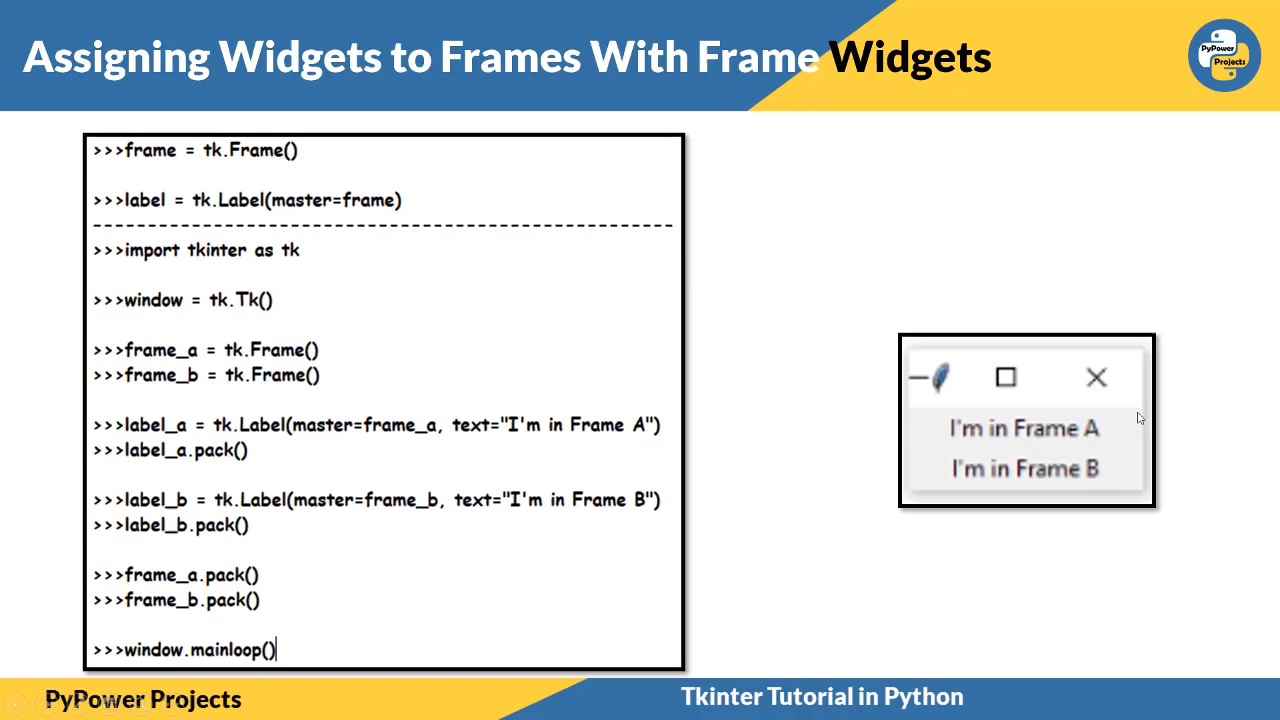 Assigning Widgets to Frames With Frame Widgets
PyPower
Projects
>>>frame = tk.Frame()
>>>label = tk.Label(master=frame)
------------------------------------------------------
>>>import tkinter as tk
>>>window = tk.Tk()
>>>frame_a = tk.Frame()
>>>frame_b = tk.Frame()
>>>label_a = tk.Label(master=frame_a, text="I'm in Frame A")
>>>label_a.pack()
>>>label_b = tk.Label(master=frame_b, text="I'm in Frame B")
>>>label_b.pack()
>>>frame_a.pack()
>>>frame_b.pack()
>>>window.mainloop()
I'm in Frame A
I'm in Frame B
PyPower Projects
Tkinter Tutorial in Python